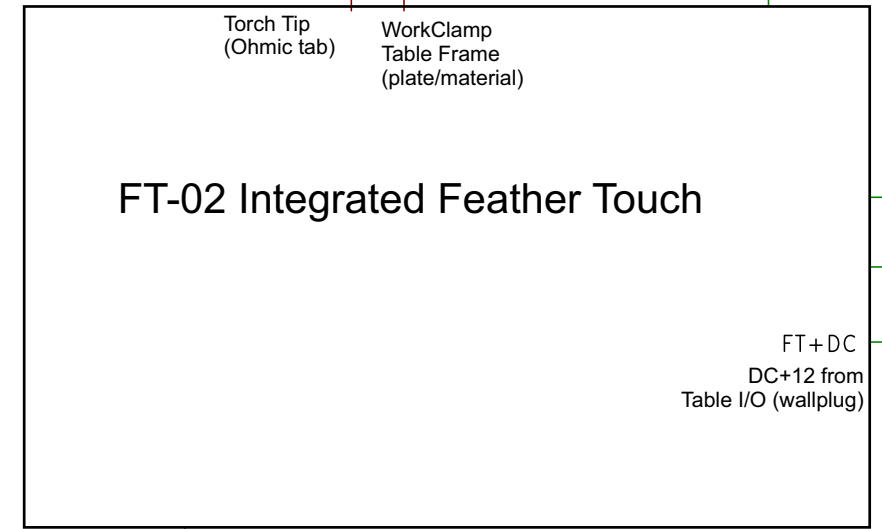 Torch Tip
(Ohmic tab)
WorkClamp
Table Frame
(plate/material)
FT-02 Integrated Feather Touch
FT+DC
DC+12 from
Table I/O (wallplug)